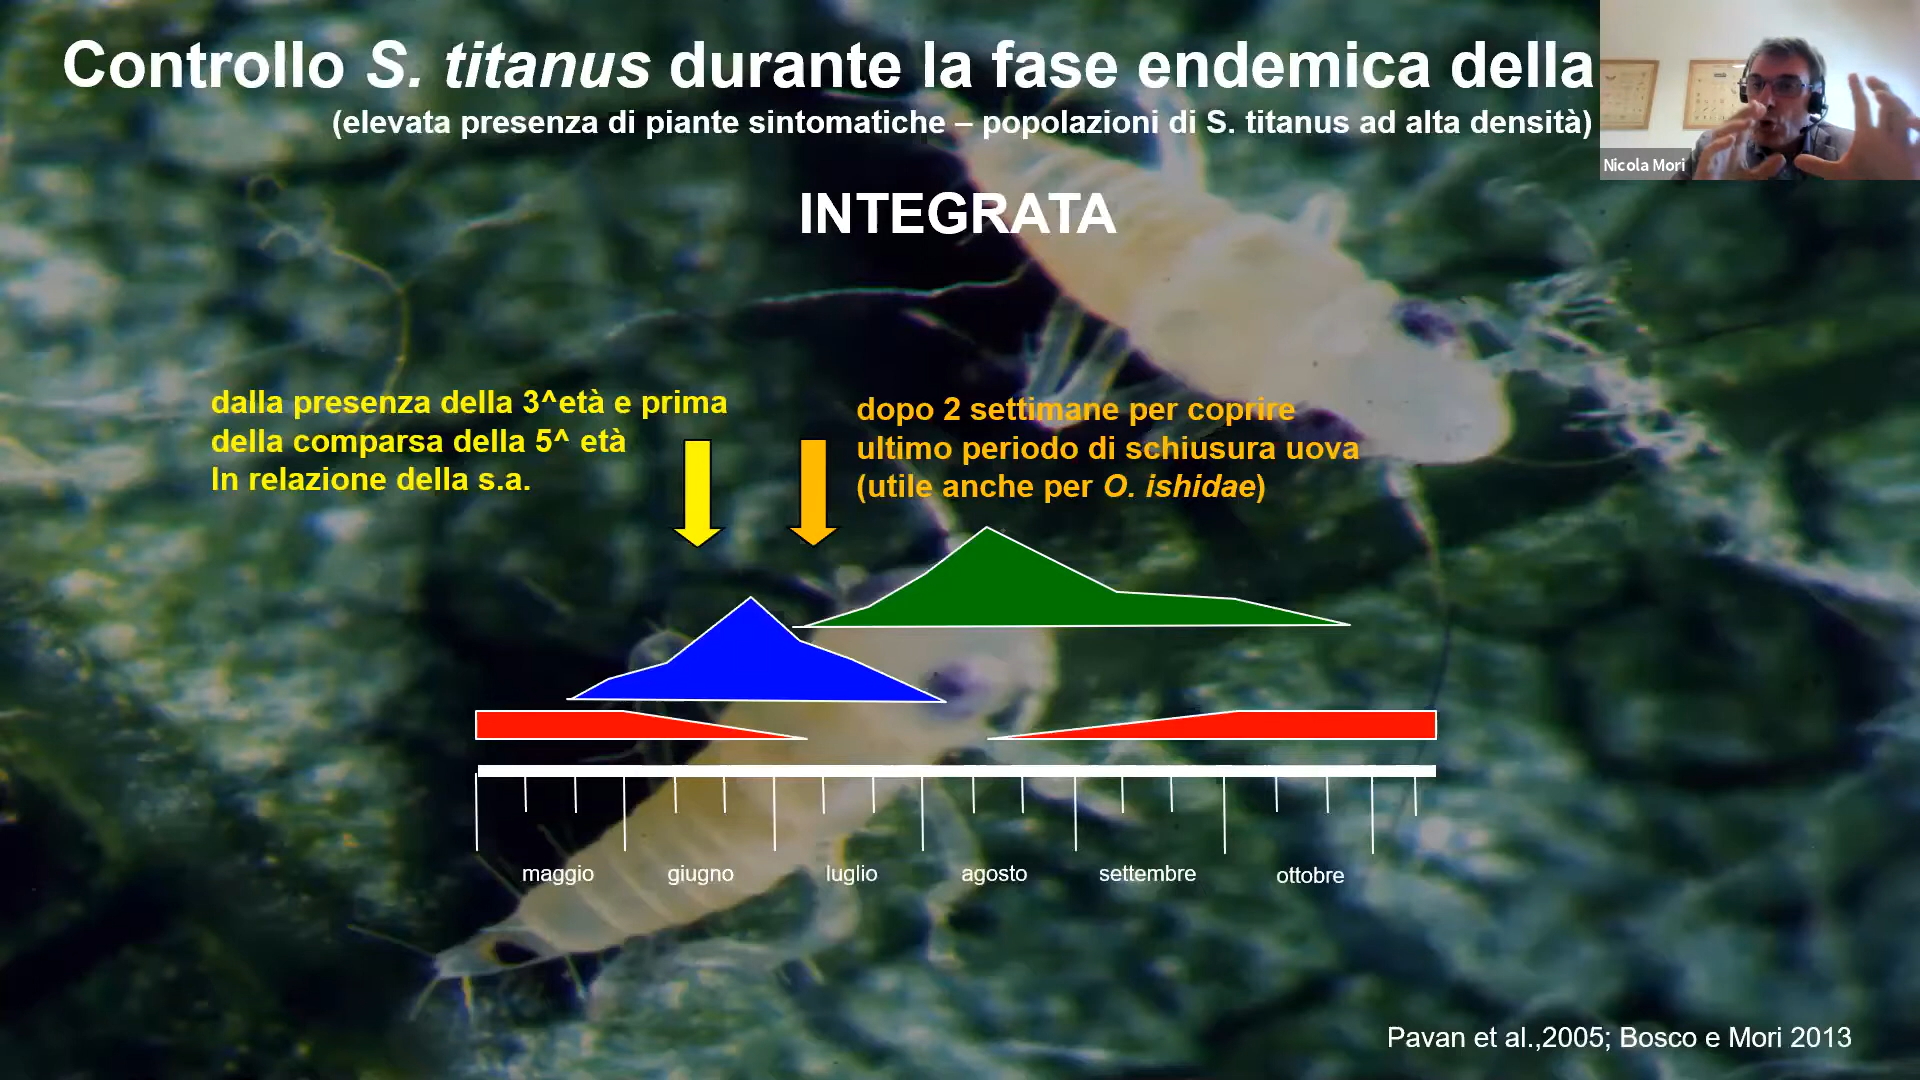 Controllo S. titanus durante la fase endemica della
(elevata presenza di piante sintomatiche – popolazioni di S. titanus ad alta densità)
Nicola Mori
INTEGRATA
dalla presenza della 3^età e prima
della comparsa della 5^ età
In relazione della s.a.
dopo 2 settimane per coprire
ultimo periodo di schiusura uova
(utile anche per O. ishidae)
maggio giugno luglio agosto settembre ottobre
Pavan et al.,2005; Bosco e Mori 2013